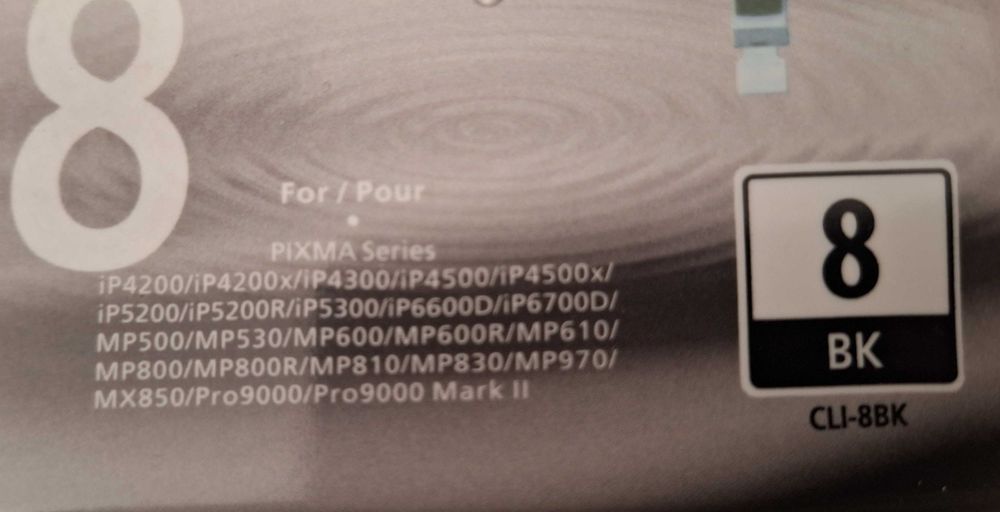 8
For / Pour
•
PIXMA Series
iP4200/iP4200x/iP4300/iP4500/iP4500x/
iP5200/iP5200R/iP5300/iP6600D/iP6700D/
MP500/MP530/MP600/MP600R/MP610/
MP800/MP800R/MP810/MP830/MP970/
MX850/Pro9000/Pro9000 Mark II
8
BK
CLI-8BK